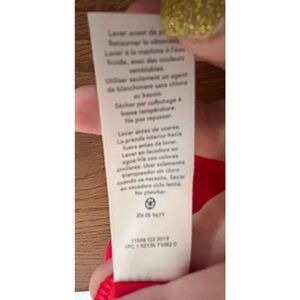 Laver avant de
Retourner le vêtement.
Laver à la machine à l'eau
froide, avec des couleurs
semblables.
Utiliser seulement un agent
de blanchiment sans chlore
au besoin.
Sécher par culbutage à
basse température.
Ne pas repasser.
Lavar antes de usarse.
La prenda interior hacia
fuera antes de lavar.
Lavar en lavadora en
agua fría con colores
similares. Usar solamente
blanqueador sin cloro
cuando se necesita. Secar
en secadora ciclo lento.
No planchar.
9671
Q3 2019